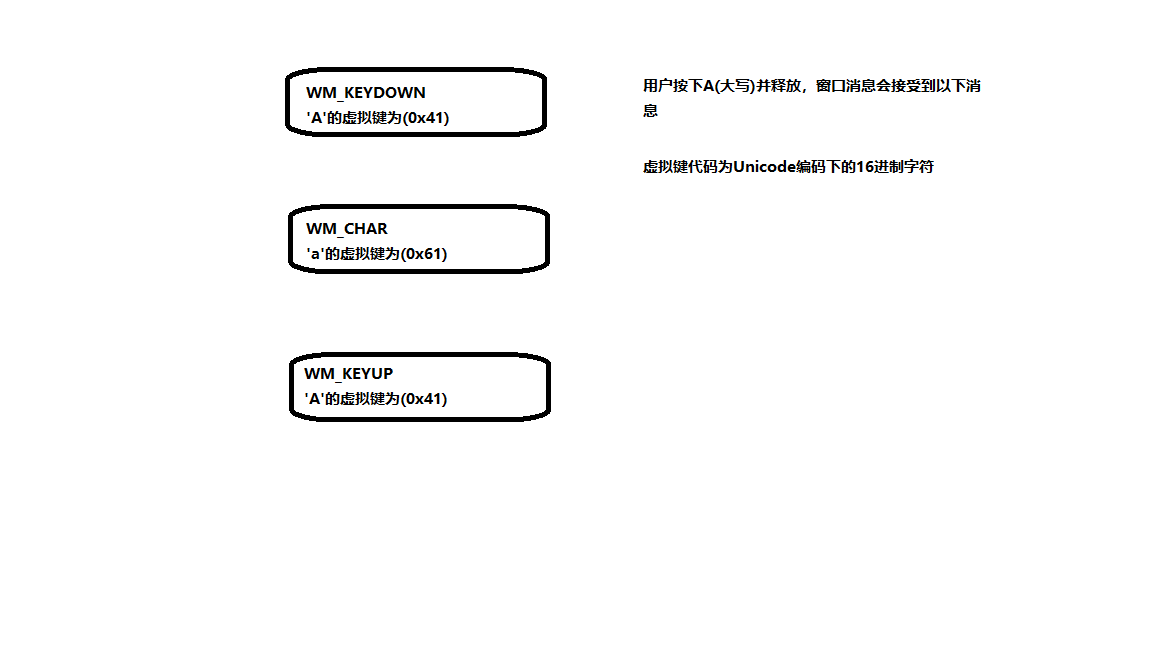 WM_KEYDOWN
'A'的虚拟键为(0x41)
用户按下A(大写)并释放，窗口消息会接受到以下消
息
虚拟键代码为Unicode编码下的16进制字符
WM_CHAR
'a'的虚拟键为(0x61)
WM_KEYUP
'A'的虚拟键为(0x41)